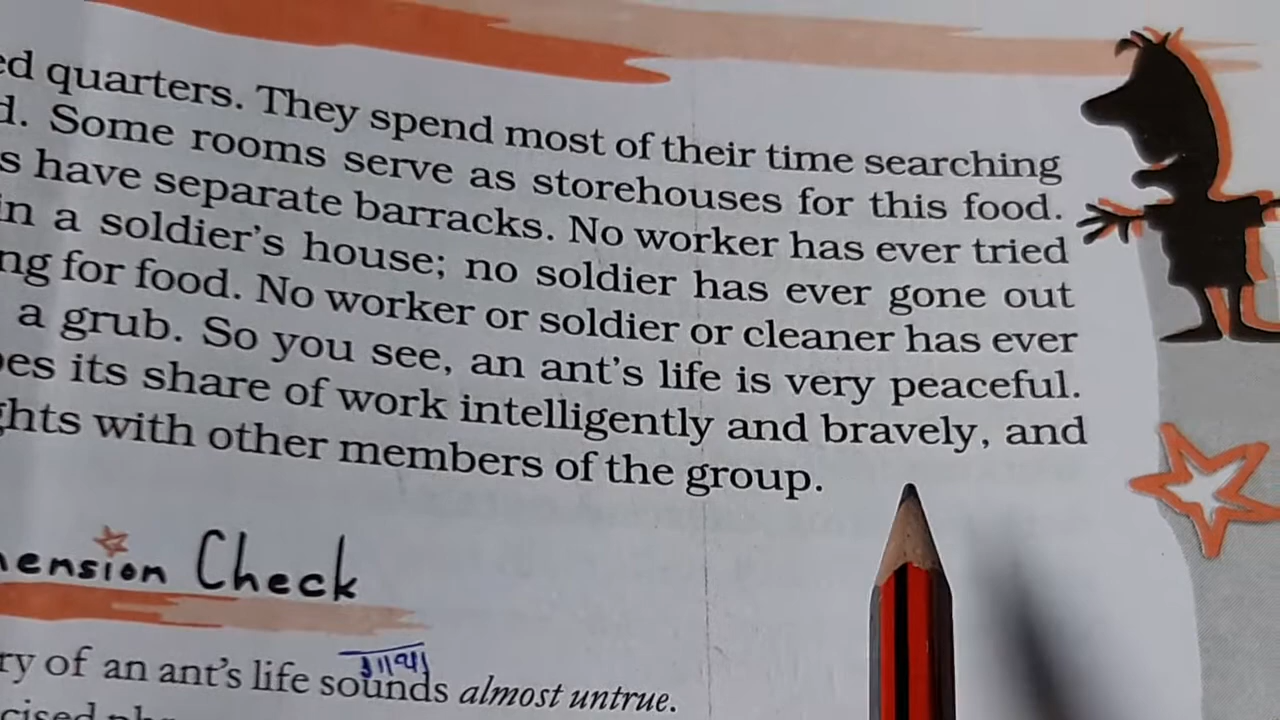 ed quarters. They spend most of their time searching
d. Some rooms serve as storehouses for this food.
s have separate barracks. No worker has ever tried
in a soldier's house; no soldier has ever gone out
ng for food. No worker or soldier or cleaner has ever
a grub. So you see, an ant's life is very peaceful.
es its share of work intelligently and bravely, and
ghts with other members of the group.
hension Check
ry of an ant's life sounds almost untrue.